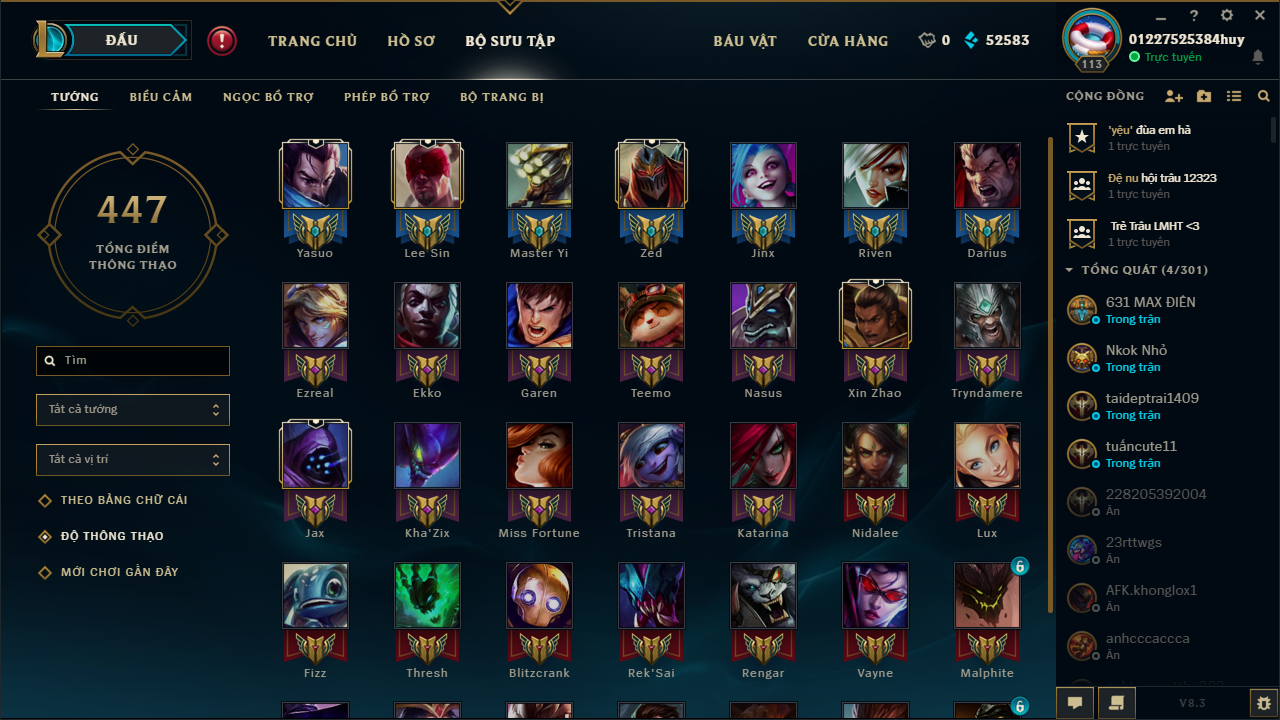 ĐẤU
TRANG CHỦ
HỒ SƠ
BỘ SƯU TẬP
BÁU VẬT
CỬA HÀNG
0
52583
113
01227525384huy
Trực tuyến
TƯỚNG
BIỂU CẢM
NGỌC BỔ TRỢ
PHÉP BỔ TRỢ
BỘ TRANG BỊ
447
TỔNG ĐIỂM
THÔNG THẠO
Tìm
Tất cả tướng
Tất cả vị trí
THEO BẢNG CHỮ CÁI
ĐỘ THÔNG THẠO
MỚI CHƠI GẦN ĐÂY
Yasuo
Lee Sin
Master Yi
Zed
Jinx
Riven
Darius
Ezreal
Ekko
Garen
Teemo
Nasus
Xin Zhao
Tryndamere
Jax
Kha'Zix
Miss Fortune
Tristana
Katarina
Nidalee
Lux
6
Fizz
Thresh
Blitzcrank
Rek'Sai
Rengar
Vayne
Malphite
6
CỘNG ĐỒNG
'yệu' đùa em hả
1 trực tuyến
Đệ nu hội trâu 12323
1 trực tuyến
Trẻ Trâu LMHT <3
1 trực tuyến
TỔNG QUÁT (4/301)
631 MAX ĐIÊN
Trong trận
Nkok Nhỏ
Trong trận
taideptrai1409
Trong trận
tuấncute11
Trong trận
228205392004
Ẩn
23rttwgs
Ẩn
AFK.khonglox1
Ẩn
anhcccaccca
Ẩn
V8.3